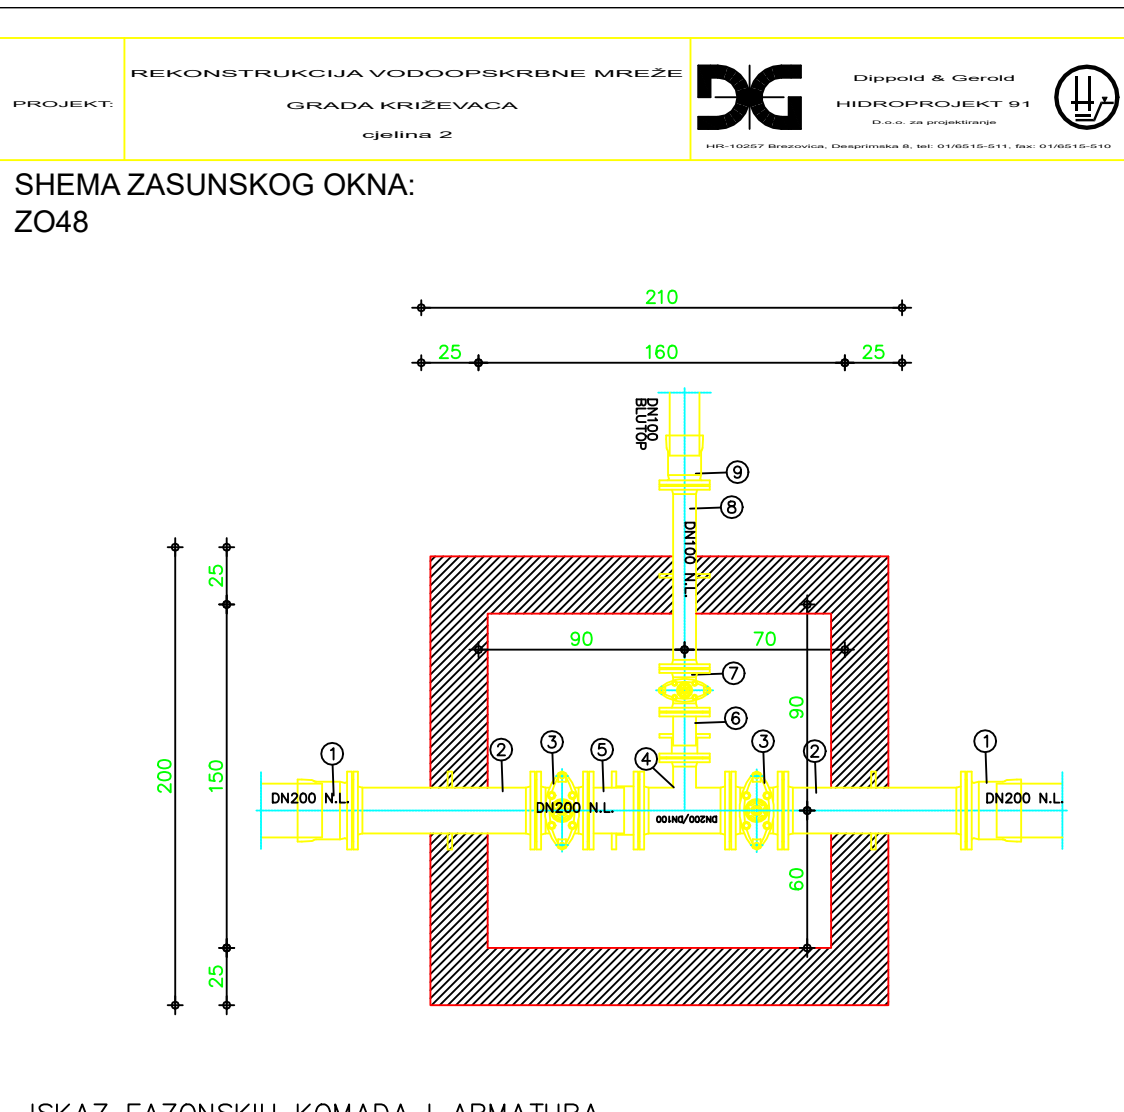 PROJEKT:
REKONSTRUKCIJA VODOOPSKRBNE MREŽE
GRADA KRIŽEVACA
cjelina 2
DG
Dippold & Gerold
HIDROPROJEKT 91
D.o.o. za projektiranje
HR-10257 Brezovica, Desprimska 8, tel: 01/6515-511, fax: 01/6515-510
SHEMA ZASUNSKOG OKNA:
ZO48
210
25 160 25
DN100
BLUTOP
9
8
DN100 N.L.
25
90 70
7
90
6
200
150
1 2 3 5 4 3 2 1
DN200 N.L.
DN200 N.L.
DN200/DN100
DN200 N.L.
60
25
ISKAZ FAZONSKIH KOMADA I ARMATURA